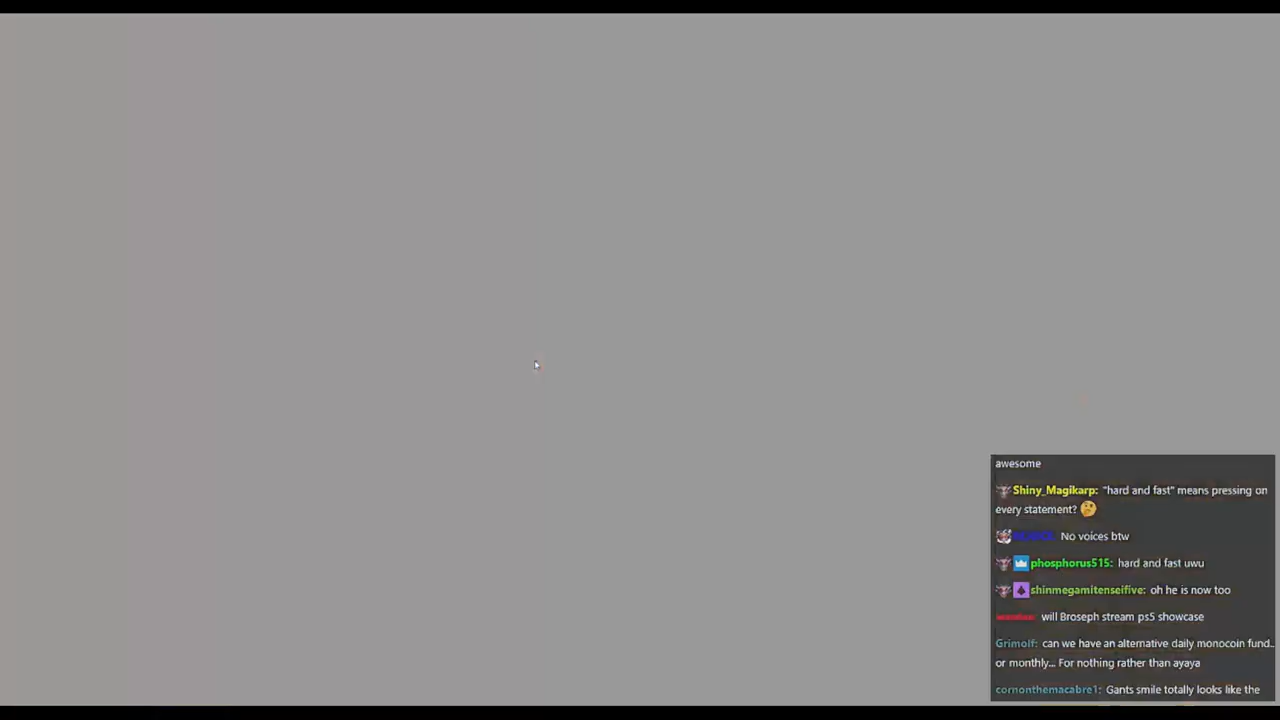 awesome
Shiny_Magikarp: "hard and fast" means pressing on
every statement? 🤔
No voices btw
phosphorus515: hard and fast uwu
shinmegamitenseifive: oh he is now too
will Broseph stream ps5 showcase
Grimolf: can we have an alternative daily monocoin fund..
or monthly... For nothing rather than ayaya
cornonthemacabre1: Gants smile totally looks like the